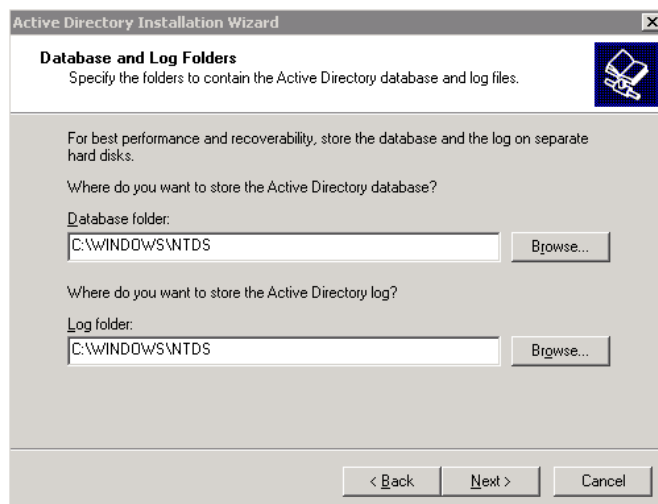 Active Directory Installation Wizard
Database and Log Folders
Specify the folders to contain the Active Directory database and log files.
For best performance and recoverability, store the database and the log on separate
hard disks.
Where do you want to store the Active Directory database?
Database folder:
C:\WINDOWS\NTDS
Browse...
Where do you want to store the Active Directory log?
Log folder:
C:\WINDOWS\NTDS
Browse...
< Back
Next >
Cancel